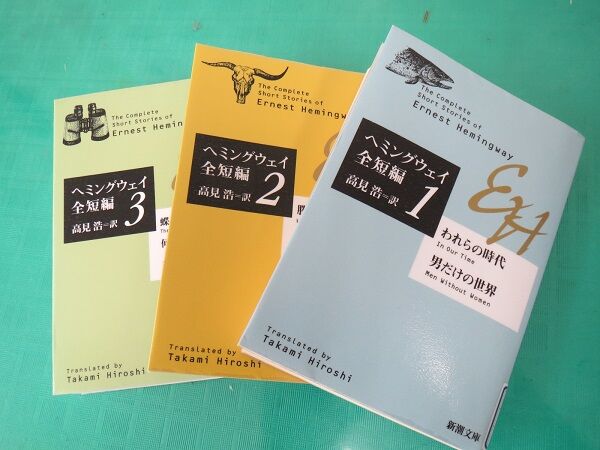 The Complete
Short Stories of
Ernest Hemingway
ヘミングウェイ
全短編
3
高見 浩=訳
蝶
Translated by
Takami Hiroshi
The Complete
Short Stories of
Ernest Hemingway
ヘミングウェイ
全短編
2
高見 浩=訳
Translated by
Takami Hiroshi
The Complete
Short Stories of
Ernest Hemingway
ヘミングウェイ
全短編
1
高見 浩=訳
EH
われらの時代
In Our Time
男だけの世界
Men Without Women
Translated by
Takami Hiroshi
新潮文庫